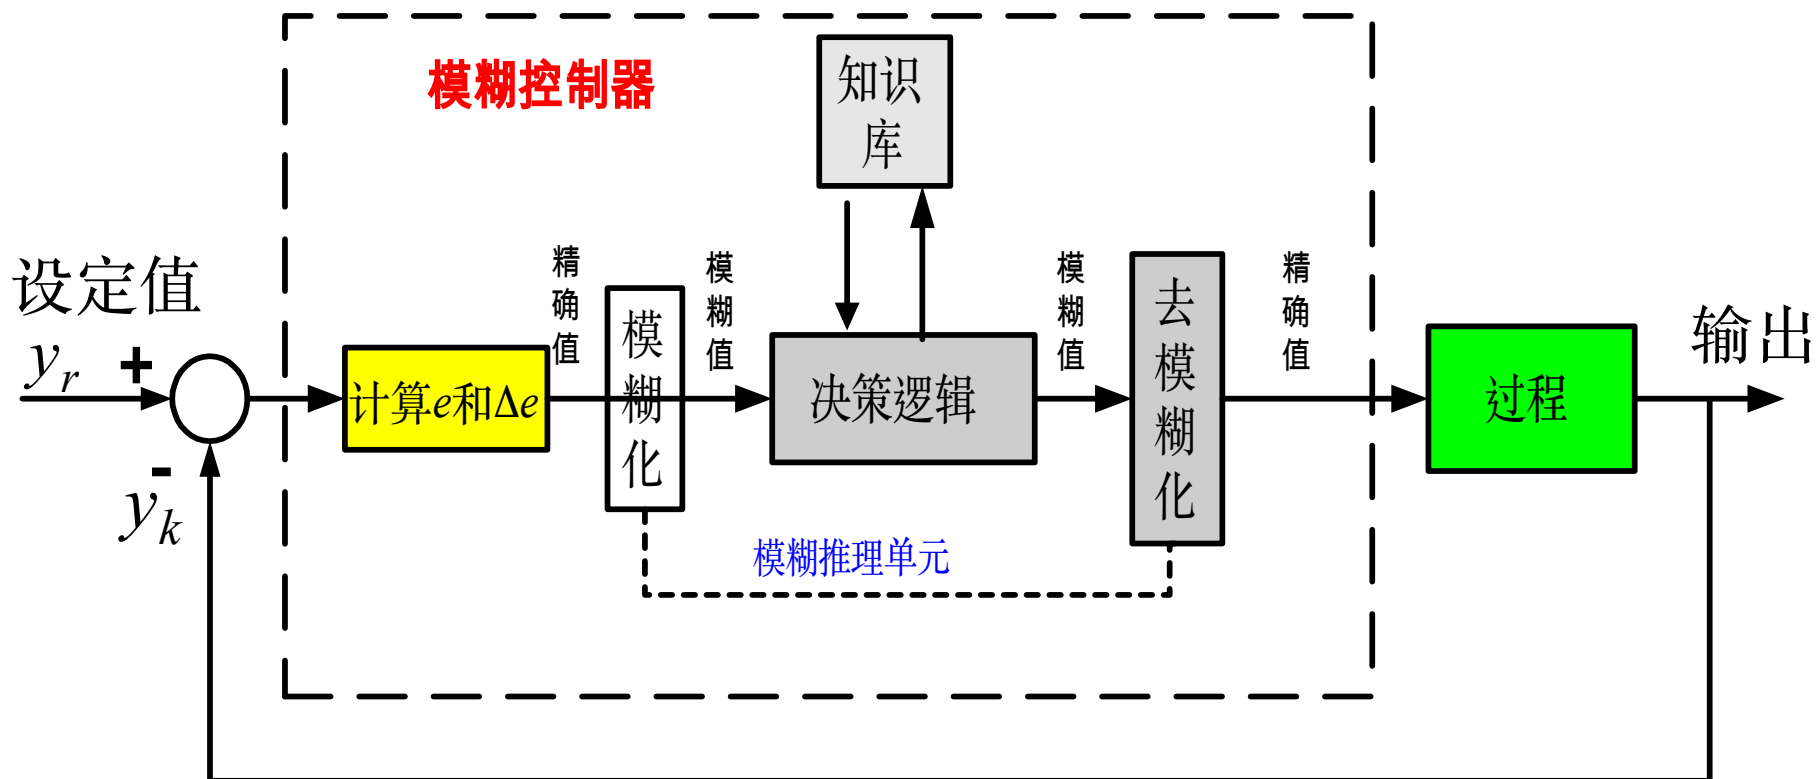 模糊控制器
知识
库
设定值
y_r
+
-
y_k
计算e和Δe
精确值
模糊化
模糊值
决策逻辑
模糊值
去模糊化
精确值
过程
输出
模糊推理单元